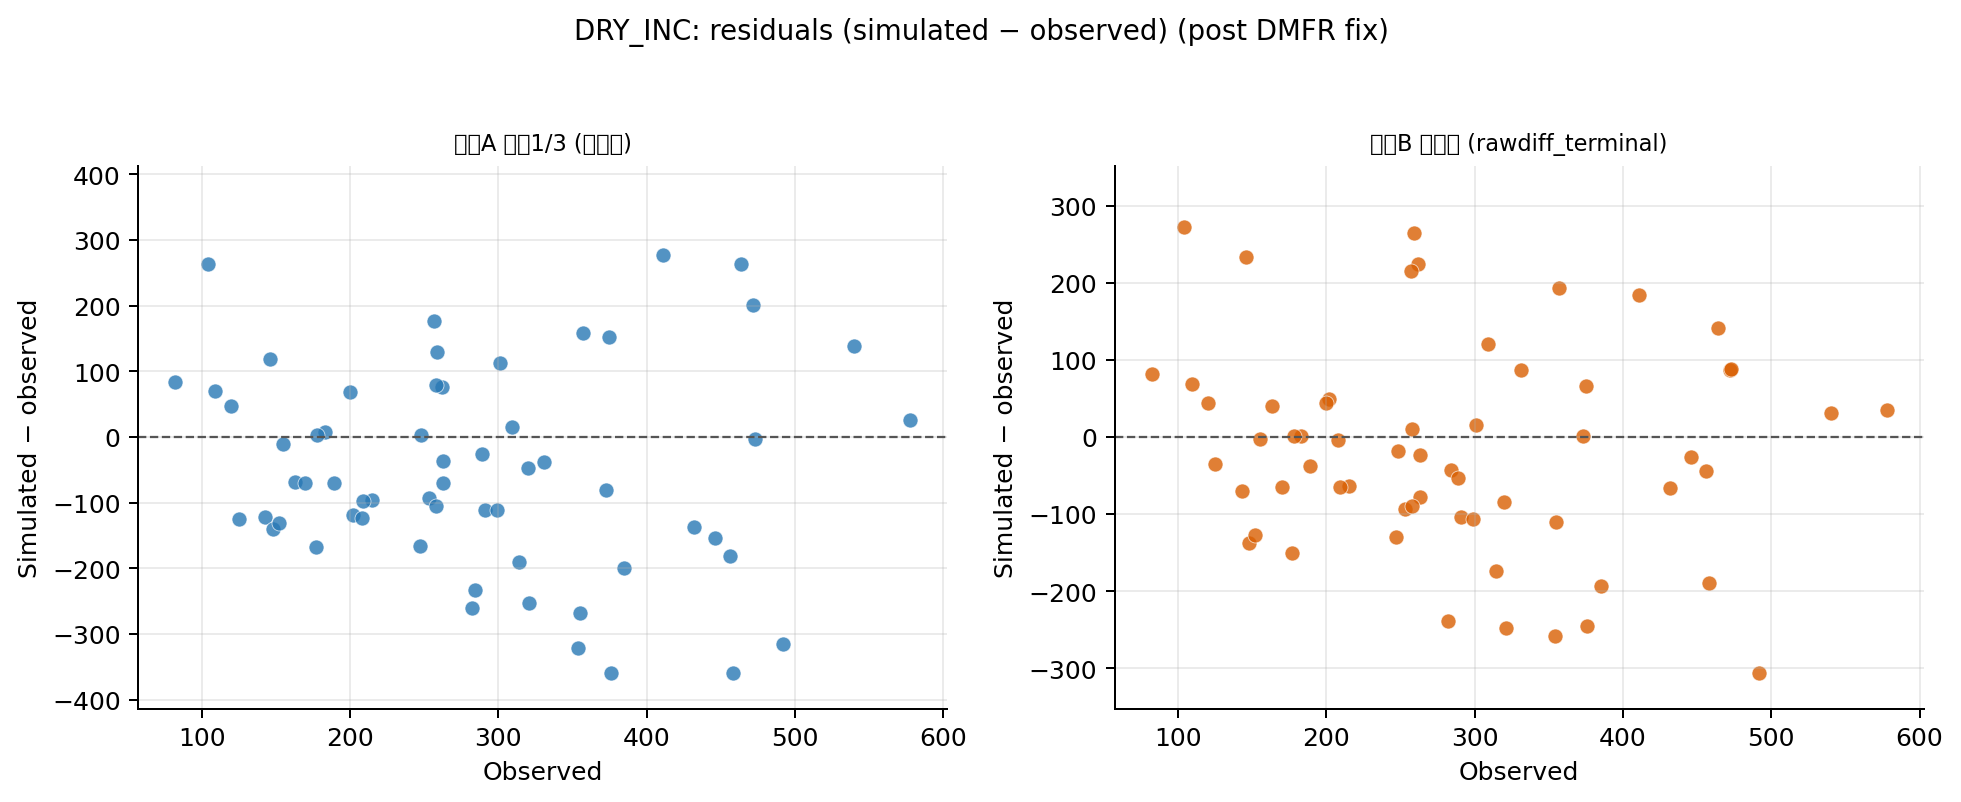 DRY_INC: residuals (simulated − observed) (post DMFR fix)
A 1/3 ()
400
300
200
100
0
−100
−200
−300
−400
Simulated − observed
100 200 300 400 500 600
Observed
B (rawdiff_terminal)
300
200
100
0
−100
−200
−300
Simulated − observed
100 200 300 400 500 600
Observed